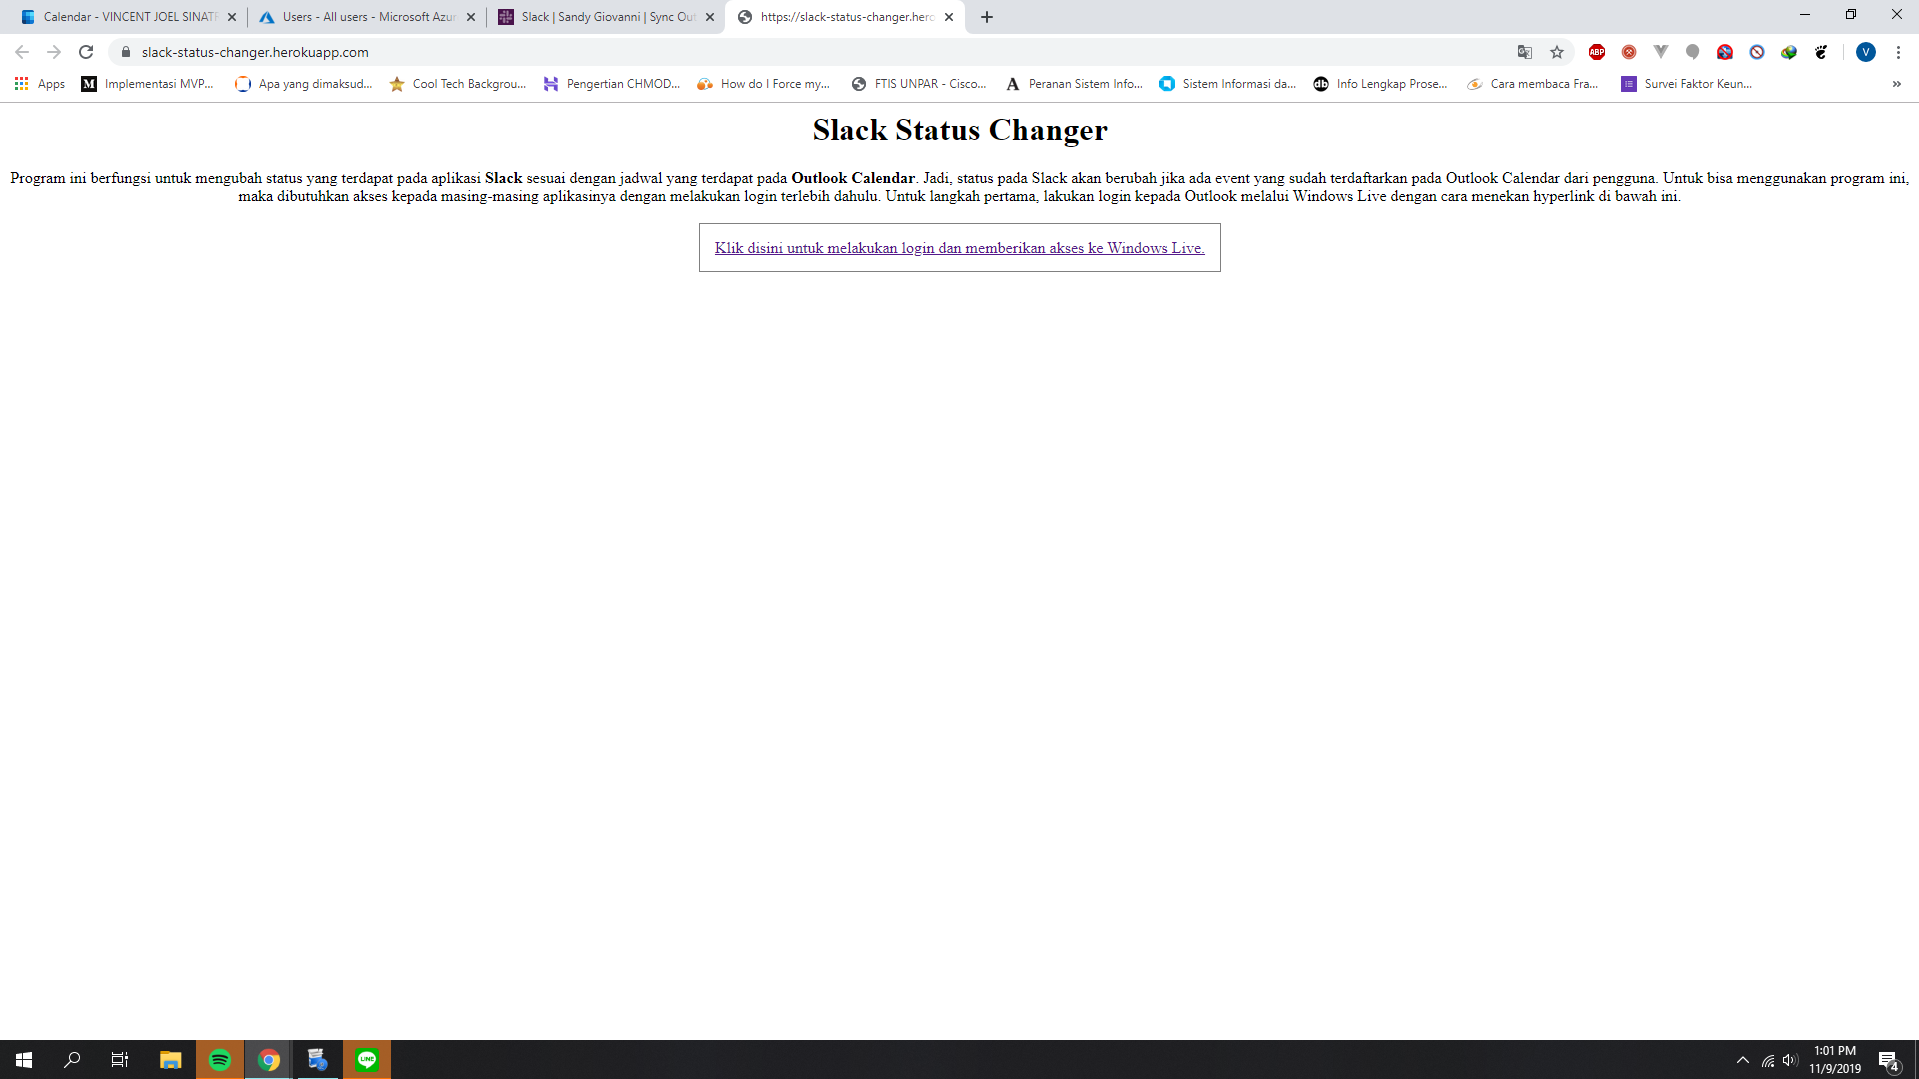 Calendar - VINCENT JOEL SINATR
Users - All users - Microsoft Azur
Slack | Sandy Giovanni | Sync Out
https://slack-status-changer.hero
slack-status-changer.herokuapp.com
ABP
V
Apps
M
Implementasi MVP...
Apa yang dimaksud...
Cool Tech Backgrou...
Pengertian CHMOD...
How do I Force my...
FTIS UNPAR - Cisco...
A
Peranan Sistem Info...
Sistem Informasi da...
db
Info Lengkap Prose...
Cara membaca Fra...
Survei Faktor Keun...
»
Slack Status Changer
Program ini berfungsi untuk mengubah status yang terdapat pada aplikasi Slack sesuai dengan jadwal yang terdapat pada Outlook Calendar. Jadi, status pada Slack akan berubah jika ada event yang sudah terdaftarkan pada Outlook Calendar dari pengguna. Untuk bisa menggunakan program ini,
maka dibutuhkan akses kepada masing-masing aplikasinya dengan melakukan login terlebih dahulu. Untuk langkah pertama, lakukan login kepada Outlook melalui Windows Live dengan cara menekan hyperlink di bawah ini.
Klik disini untuk melakukan login dan memberikan akses ke Windows Live.
LINE
1:01 PM
11/9/2019
4